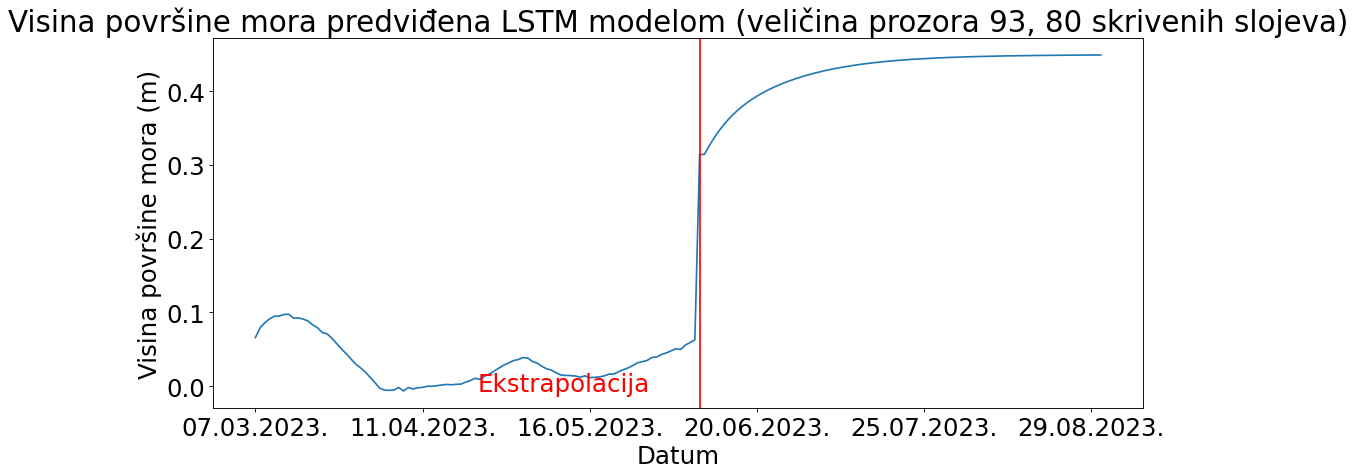 Visina površine mora predviđena LSTM modelom (veličina prozora 93, 80 skrivenih slojeva)
Visina površine mora (m)
0.4
0.3
0.2
0.1
0.0
Ekstrapolacija
07.03.2023. 11.04.2023. 16.05.2023. 20.06.2023. 25.07.2023. 29.08.2023.
Datum